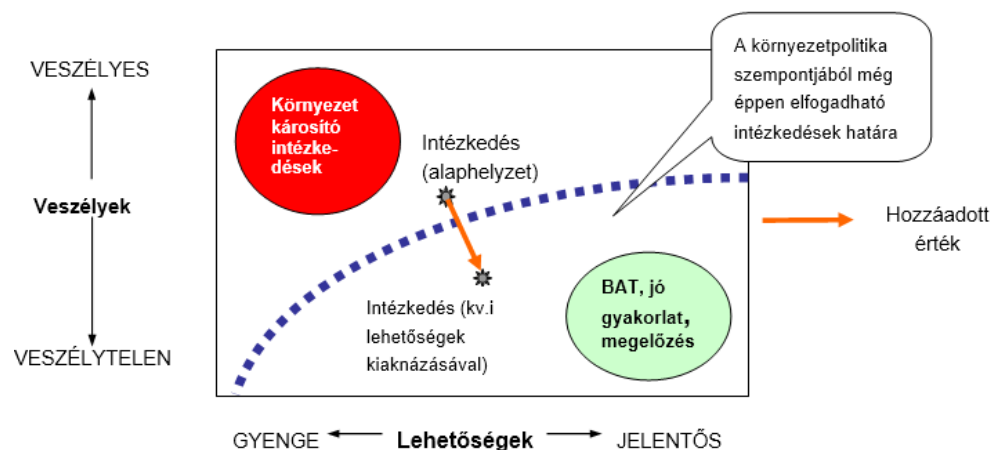 VESZÉLYES
Veszélyek
VESZÉLYTELEN
Környezet
károsító
intézke-
dések
Intézkedés
(alaphelyzet)
A környezetpolitika
szempontjából még
éppen elfogadható
intézkedések határa
Hozzáadott
érték
Intézkedés (kv.i
lehetőségek
kiaknázásával)
BAT, jó
gyakorlat,
megelőzés
GYENGE
Lehetőségek
JELENTŐS